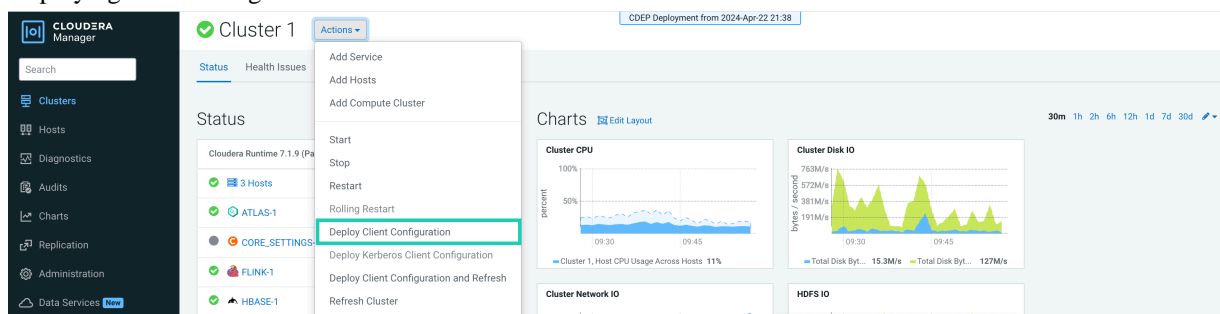 CDEP Deployment from 2024-Apr-22 21:38
CLOUDERA
Manager
Cluster 1
Actions
Search
Clusters
Hosts
Diagnostics
Audits
Charts
Replication
Administration
Data Services New
Status
Health Issues
Add Service
Add Hosts
Add Compute Cluster
Start
Stop
Restart
Rolling Restart
Deploy Client Configuration
Deploy Kerberos Client Configuration
Deploy Client Configuration and Refresh
Refresh Cluster
Status
Cloudera Runtime 7.1.9 (Pa
3 Hosts
ATLAS-1
CORE_SETTINGS-
FLINK-1
HBASE-1
Charts
Edit Layout
30m 1h 2h 6h 12h 1d 7d 30d
Cluster CPU
percent
100%
50%
09:30
09:45
Cluster 1, Host CPU Usage Across Hosts 11%
Cluster Disk IO
bytes / second
763M/s
572M/s
381M/s
191M/s
09:30
09:45
Total Disk Byt... 15.3M/s
Total Disk Byt... 127M/s
Cluster Network IO
HDFS IO